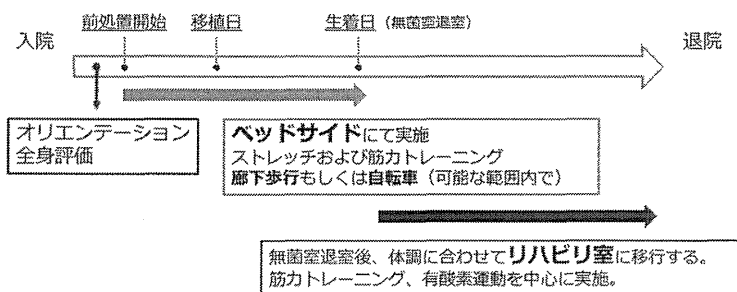 前処置開始 移植日 生着日(無菌室退室)
入院 退院
オリエンテーション
全身評価
ベッドサイドにて実施
ストレッチおよび筋力トレーニング
廊下歩行もしくは自転車(可能な範囲内で)
無菌室退室後、体調に合わせてリハビリ室に移行する。
筋力トレーニング、有酸素運動を中心に実施。